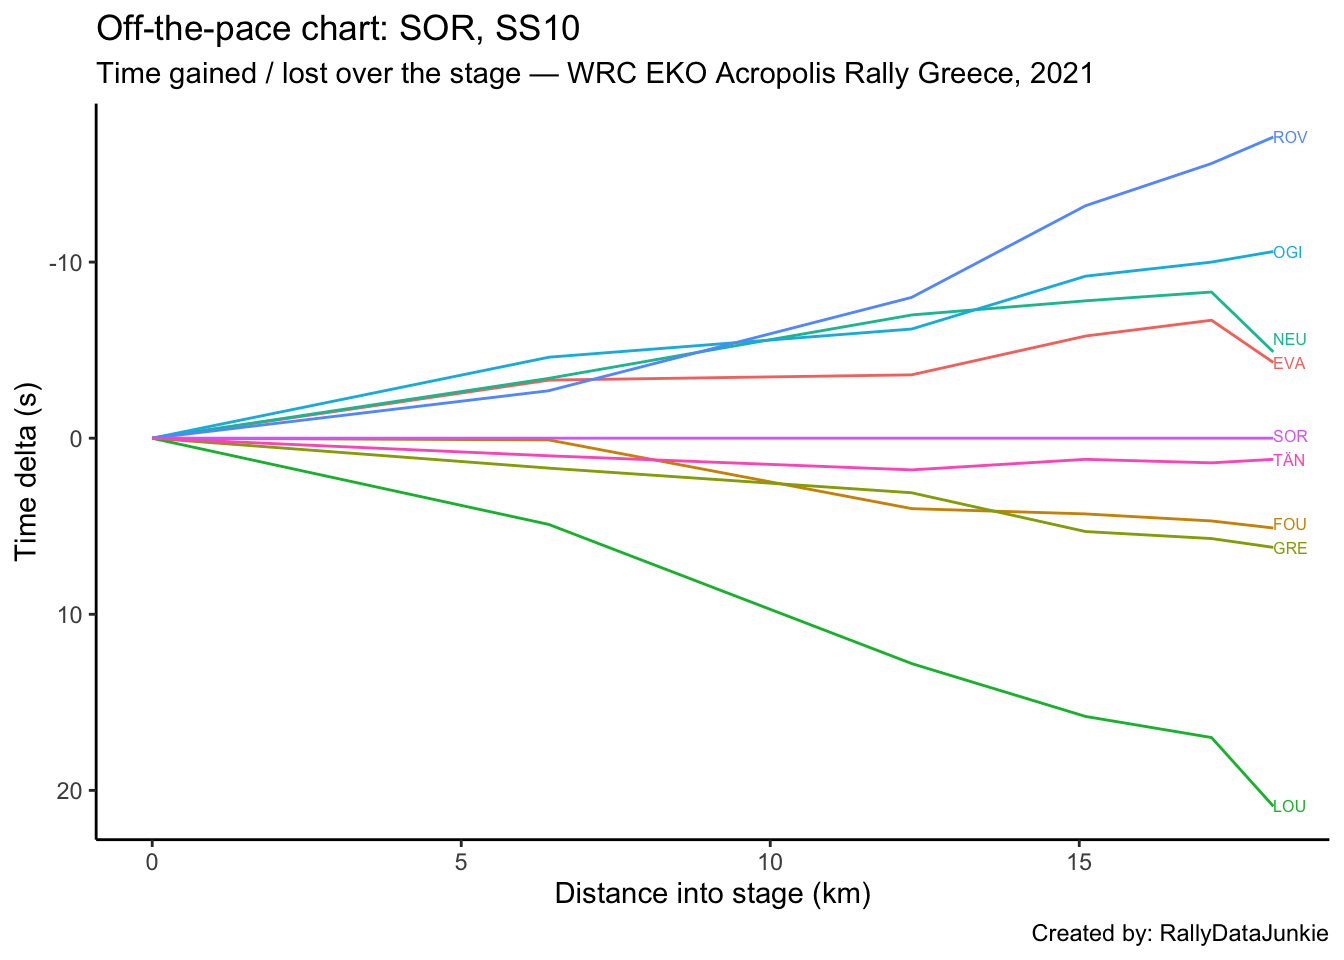 Off-the-pace chart: SOR, SS10
Time gained / lost over the stage — WRC EKO Acropolis Rally Greece, 2021
ROV
-10
OGI
NEU
EVA
Time delta (s)
0
SOR
TÄN
FOU
GRE
10
20
LOU
0 5 10 15
Distance into stage (km)
Created by: RallyDataJunkie